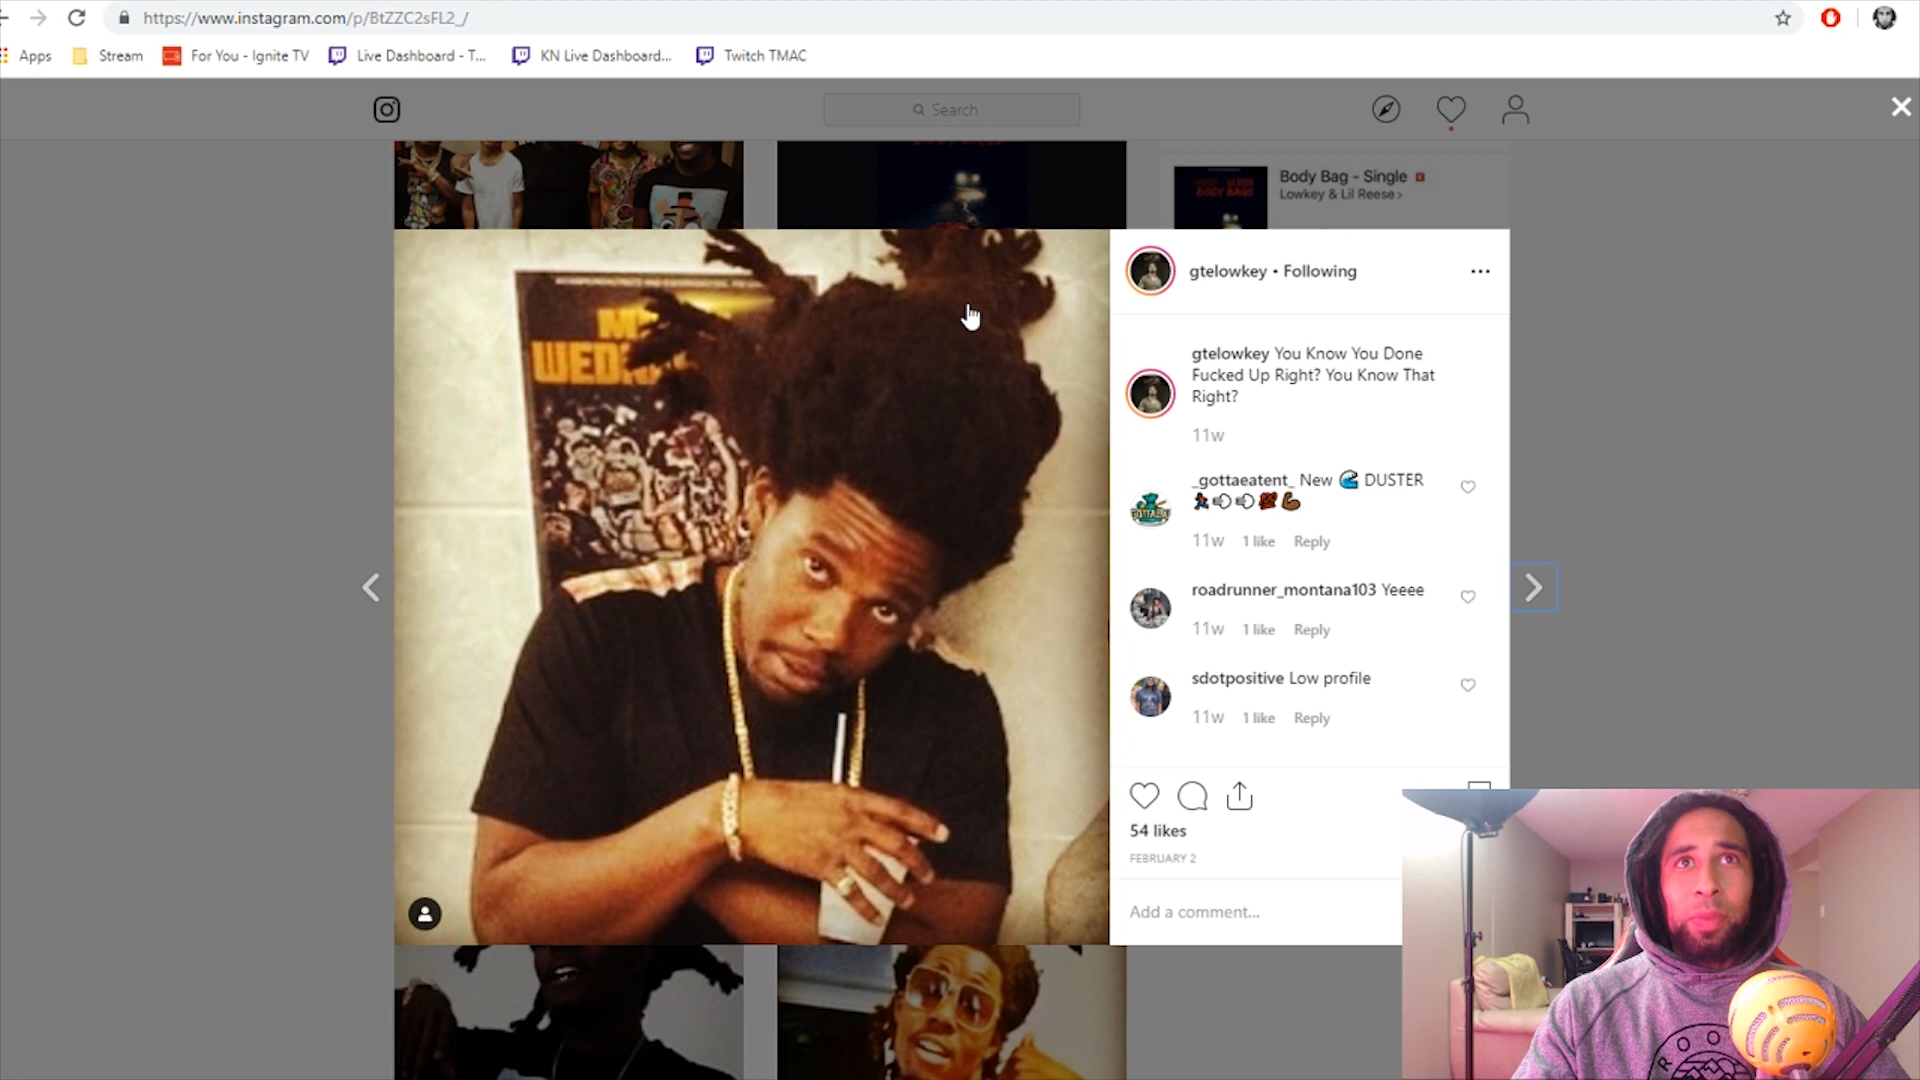 https://www.instagram.com/p/BtZZC2sFL2_/
Apps Stream For You - Ignite TV Live Dashboard - T... KN Live Dashboard... Twitch TMAC
Search
Body Bag - Single
Lowkey & Lil Reese >
BODY BAGS
gtelowkey • Following
gtelowkey You Know You Done
Fucked Up Right? You Know That
Right?
11w
_gottaeatent_ New 🌊 DUSTER
11w 1 like Reply
roadrunner_montana103 Yeeee
11w 1 like Reply
sdotpositive Low profile
11w 1 like Reply
54 likes
FEBRUARY 2
Add a comment...